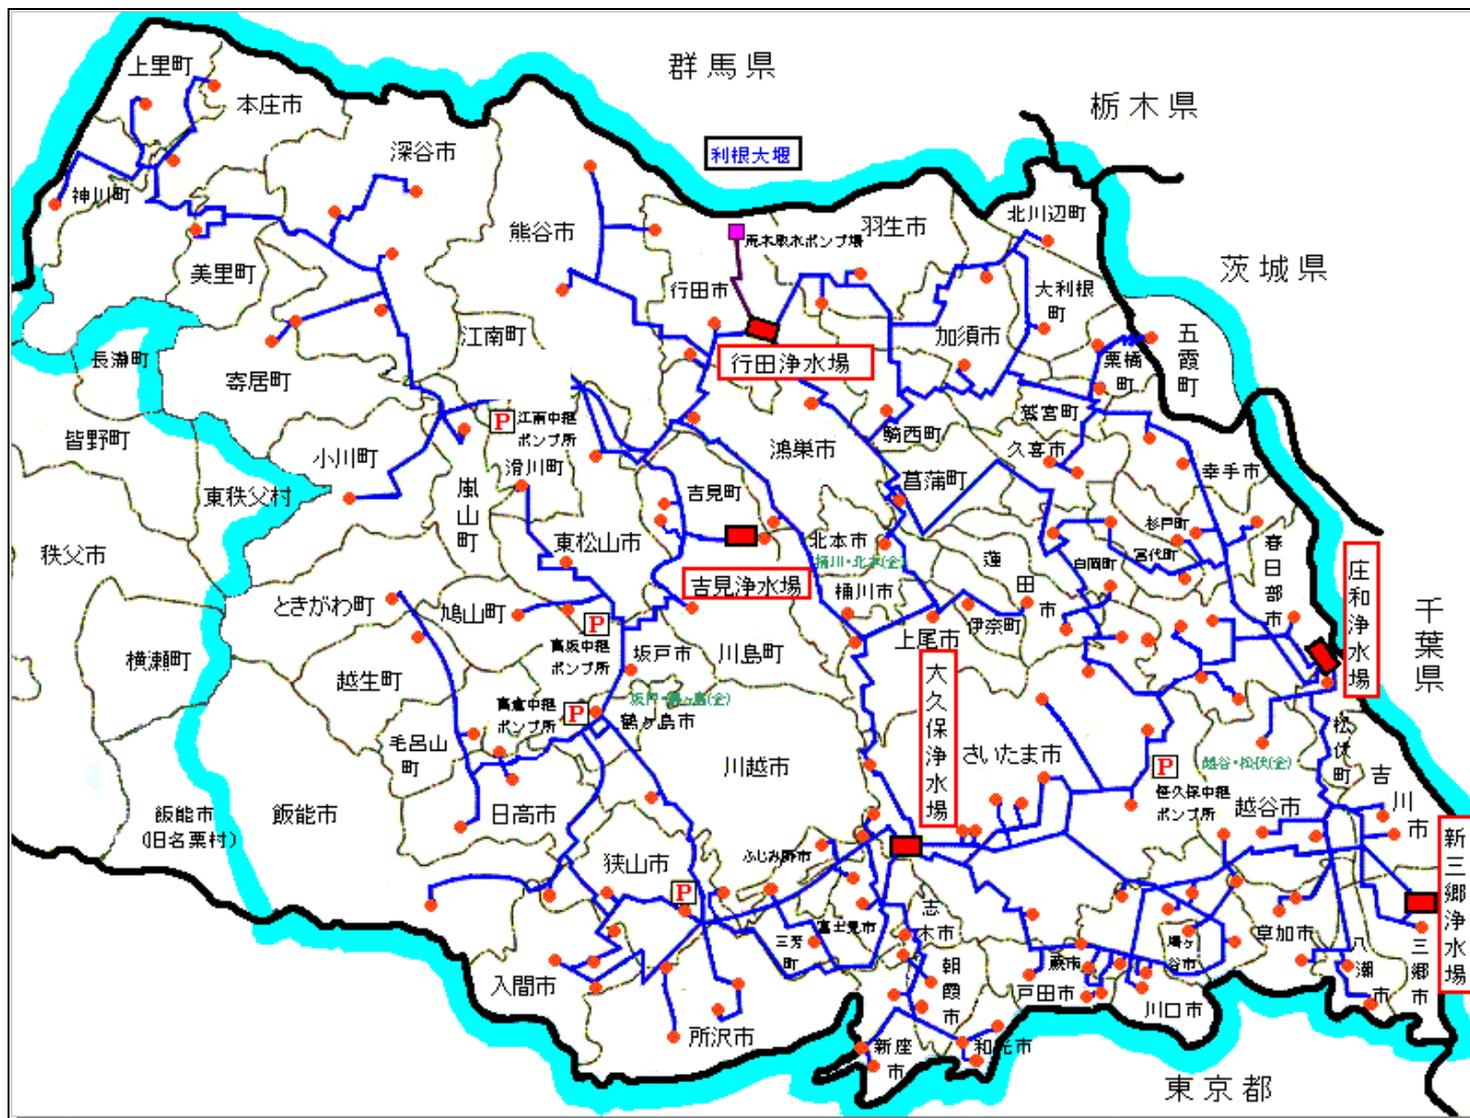 群馬県
栃木県
上里町
本庄市
深谷市
利根大堰
神川町
熊谷市
荒木取水ポンプ場
羽生市
北川辺町
茨城県
美里町
行田市
大利根
町
江南町
加須市
五
霞
町
長瀞町
寄居町
行田浄水場
栗橋
町
皆野町
P
江南中継
ポンプ所
鴻巣市
騎西町
鷲宮町
小川町
滑川町
久喜市
東秩父村
嵐
山
町
吉見町
菖蒲町
幸手市
秩父市
東松山市
北本市
桶川・北本(企)
杉戸町
宮代町
白岡町
春
日
部
市
庄
和
浄
水
場
吉見浄水場
桶川市
蓮
田
市
ときがわ町
鳩山町
P
高坂中継
ポンプ所
伊奈町
上尾市
千
葉
県
横瀬町
越生町
坂戸市
川島町
大
久
保
浄
水
場
坂戸・鶴ヶ島(企)
高倉中継
ポンプ所
P
鶴ヶ島市
毛呂山
町
川越市
さいたま市
P
越谷・松伏(企)
松
伏
町
吉
川
市
飯能市
(旧名栗村)
飯能市
日高市
ポンプ所
越谷市
新
三
郷
浄
水
場
狭山市
P
ふじみ野市
志
木
市
富士見市
三芳
町
鳩ヶ
谷市
草加市
八
潮
市
三
郷
市
入間市
朝
霞
市
蕨市
戸田市
川口市
所沢市
新座
市
和光市
東京都